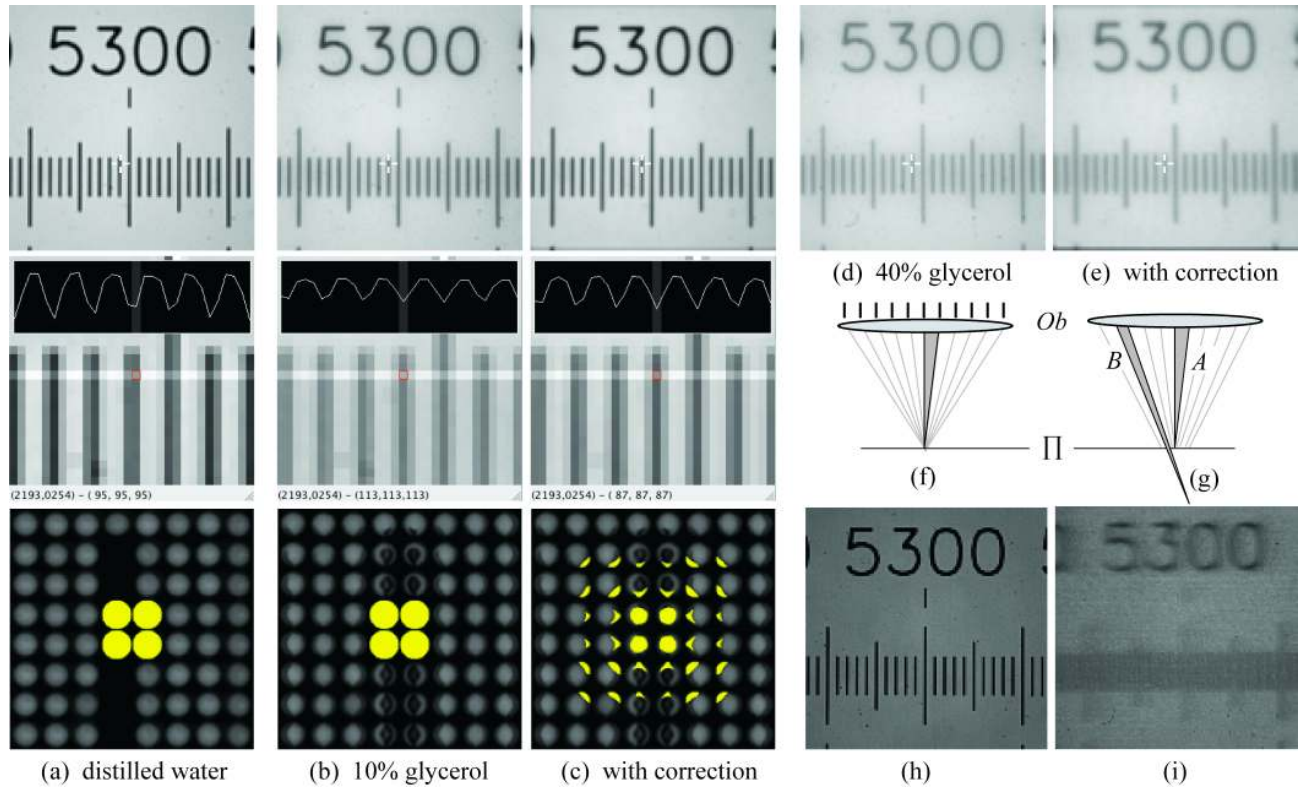 5300
5300
5300
5300
5300
(2193,0254) - ( 95, 95, 95)
(2193,0254) - (113,113,113)
(2193,0254) - ( 87, 87, 87)
(d) 40% glycerol
(e) with correction
Ob
B
A
∏
(f)
(g)
5300
5300
(a) distilled water
(b) 10% glycerol
(c) with correction
(h)
(i)